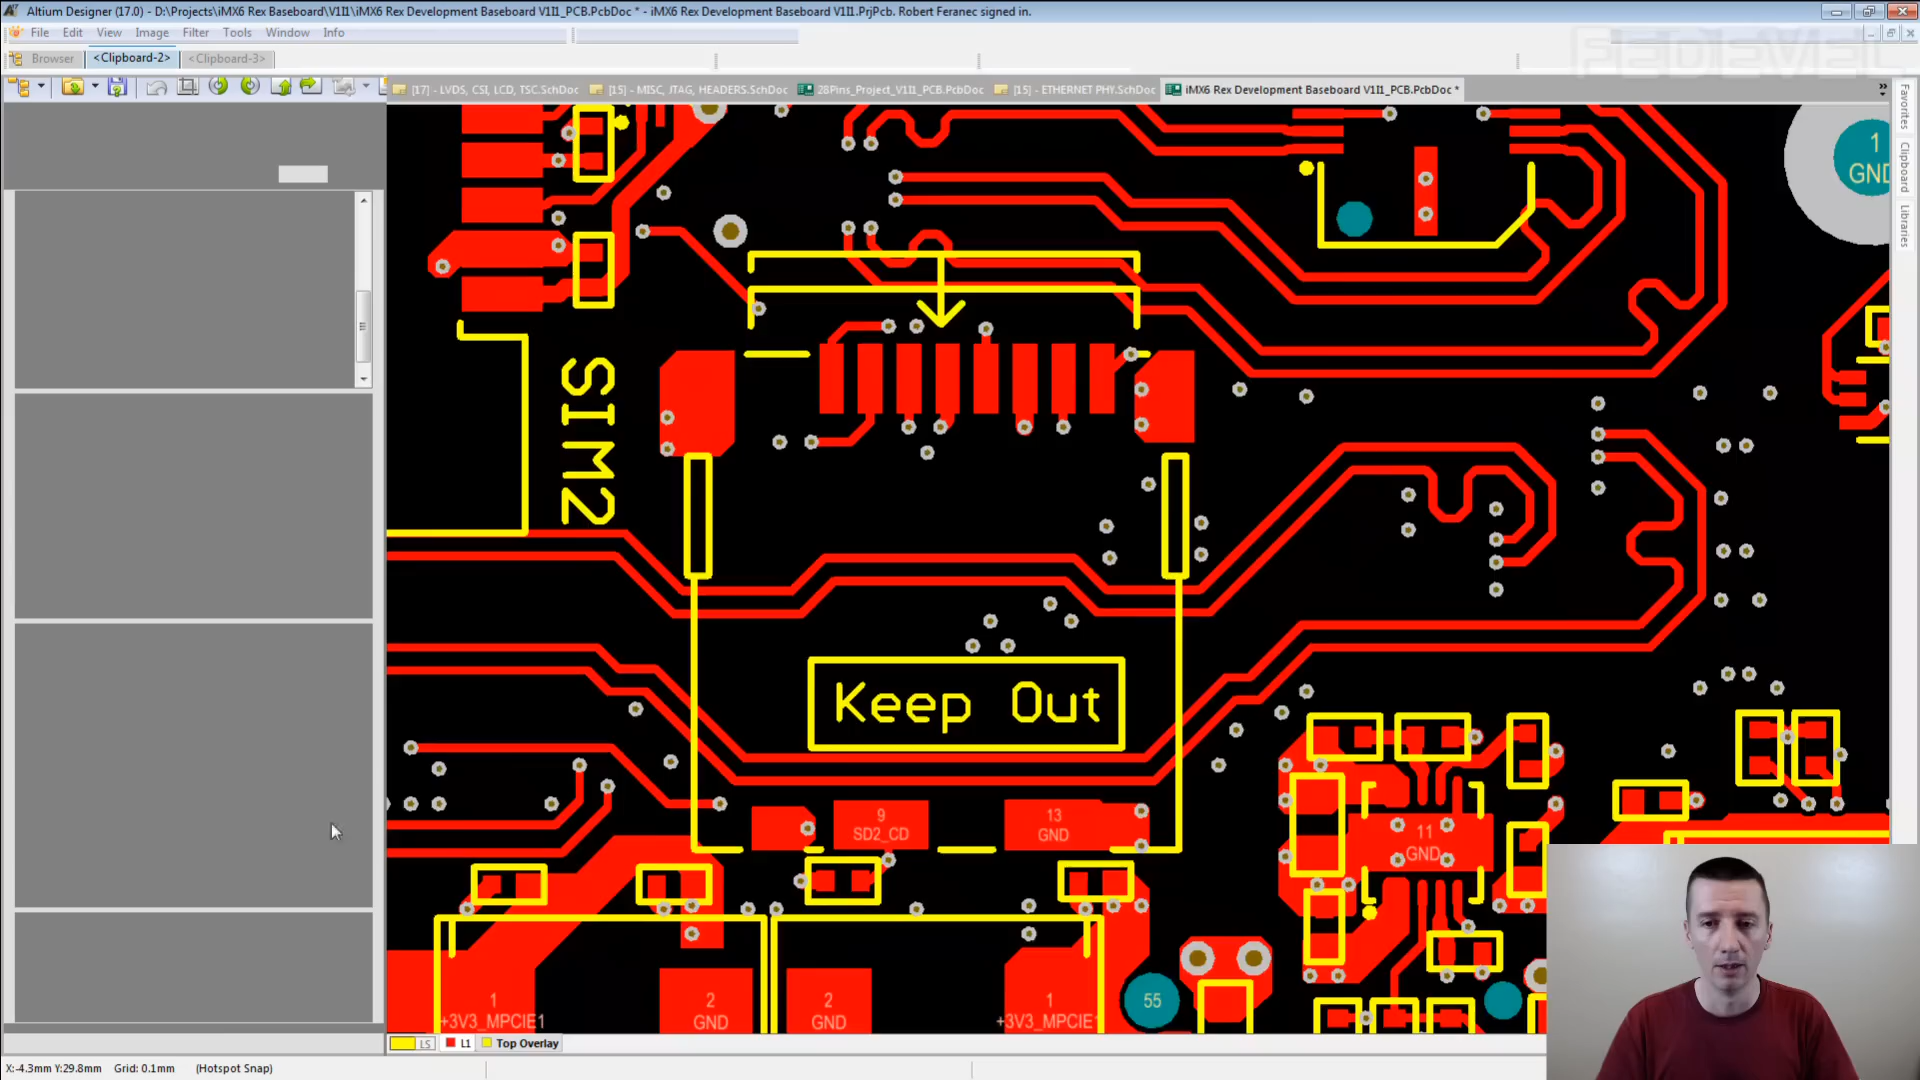 Altium Designer (17.0) - D:\Projects\iMX6 Rex Baseboard\V1I1\iMX6 Rex Development Baseboard V1I1_PCB.PcbDoc * - iMX6 Rex Development Baseboard V1I1.PrjPcb. Robert Feranec signed in.
File Edit View Image Filter Tools Window Info
FEDEVEL
Browser <Clipboard-2> <Clipboard-3>
[17] - LVDS, CSI, LCD, TSC.SchDoc [15] - MISC, JTAG, HEADERS.SchDoc 28Pins_Project_V1I1_PCB.PcbDoc [15] - ETHERNET PHY.SchDoc iMX6 Rex Development Baseboard V1I1_PCB.PcbDoc *
Favorites
Clipboard
Libraries
1
GND
SIM2
Keep Out
9
SD2_CD
13
GND
11
GND
1
+3V3_MPCIE1
2
GND
2
GND
1
+3V3_MPCIE1
55
LS L1 Top Overlay
X:-4.3mm Y:29.8mm Grid: 0.1mm (Hotspot Snap)